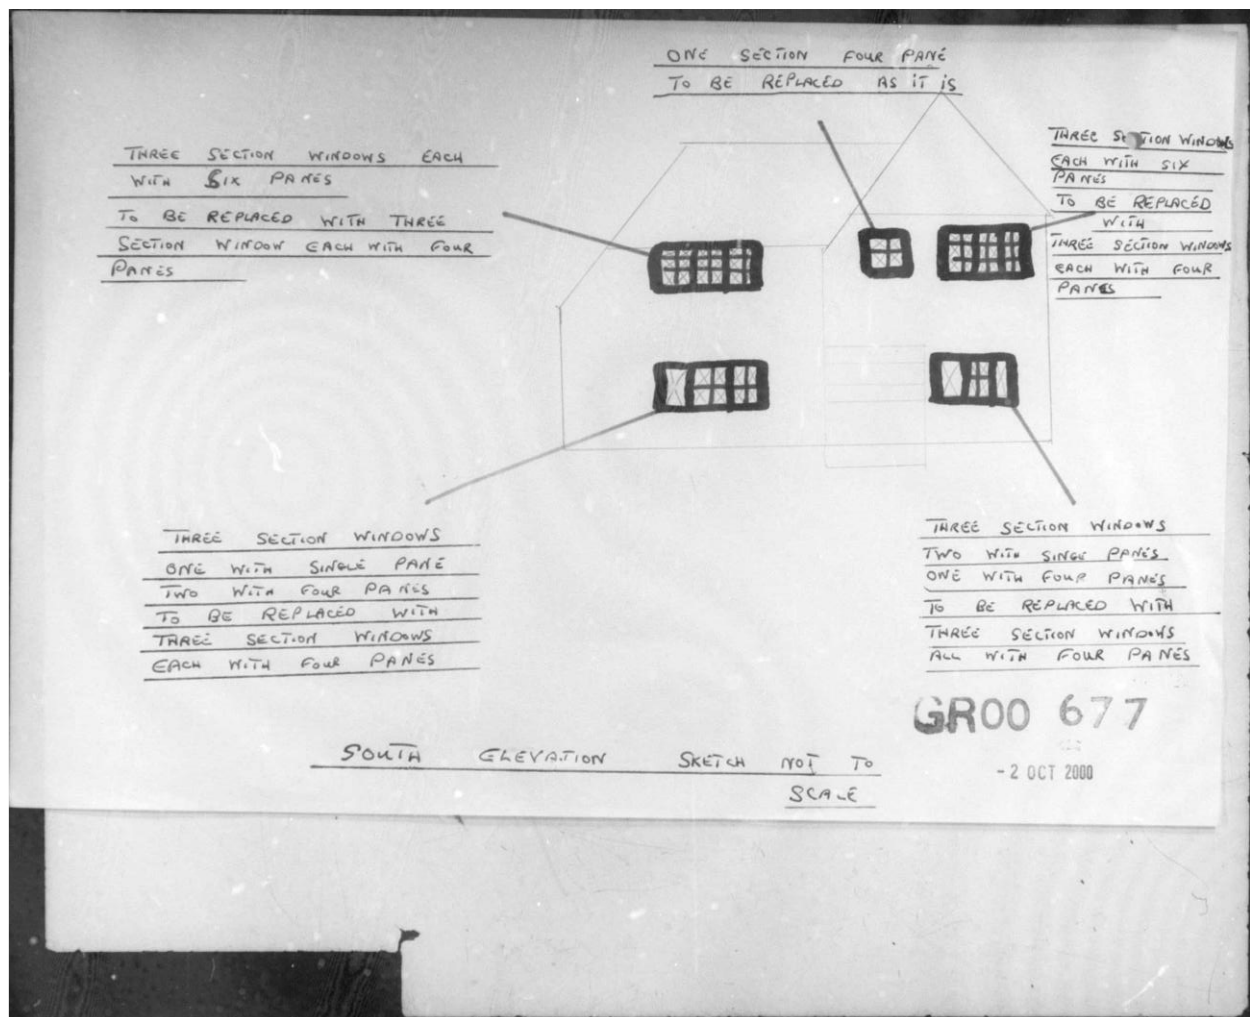 ONE SECTION FOUR PANE
TO BE REPLACED AS IT IS
THREE SECTION WINDOWS EACH
WITH SIX PANES
TO BE REPLACED WITH THREE
SECTION WINDOW EACH WITH FOUR
PANES
THREE SECTION WINDOWS
EACH WITH SIX
PANES
TO BE REPLACED
WITH
THREE SECTION WINDOWS
EACH WITH FOUR
PANES
THREE SECTION WINDOWS
ONE WITH SINGLE PANE
TWO WITH FOUR PANES
TO BE REPLACED WITH
THREE SECTION WINDOWS
EACH WITH FOUR PANES
THREE SECTION WINDOWS
TWO WITH SINGE PANES
ONE WITH FOUR PANES
TO BE REPLACED WITH
THREE SECTION WINDOWS
ALL WITH FOUR PANES
GR00 677
-2 OCT 2000
SOUTH ELEVATION SKETCH NOT TO
SCALE